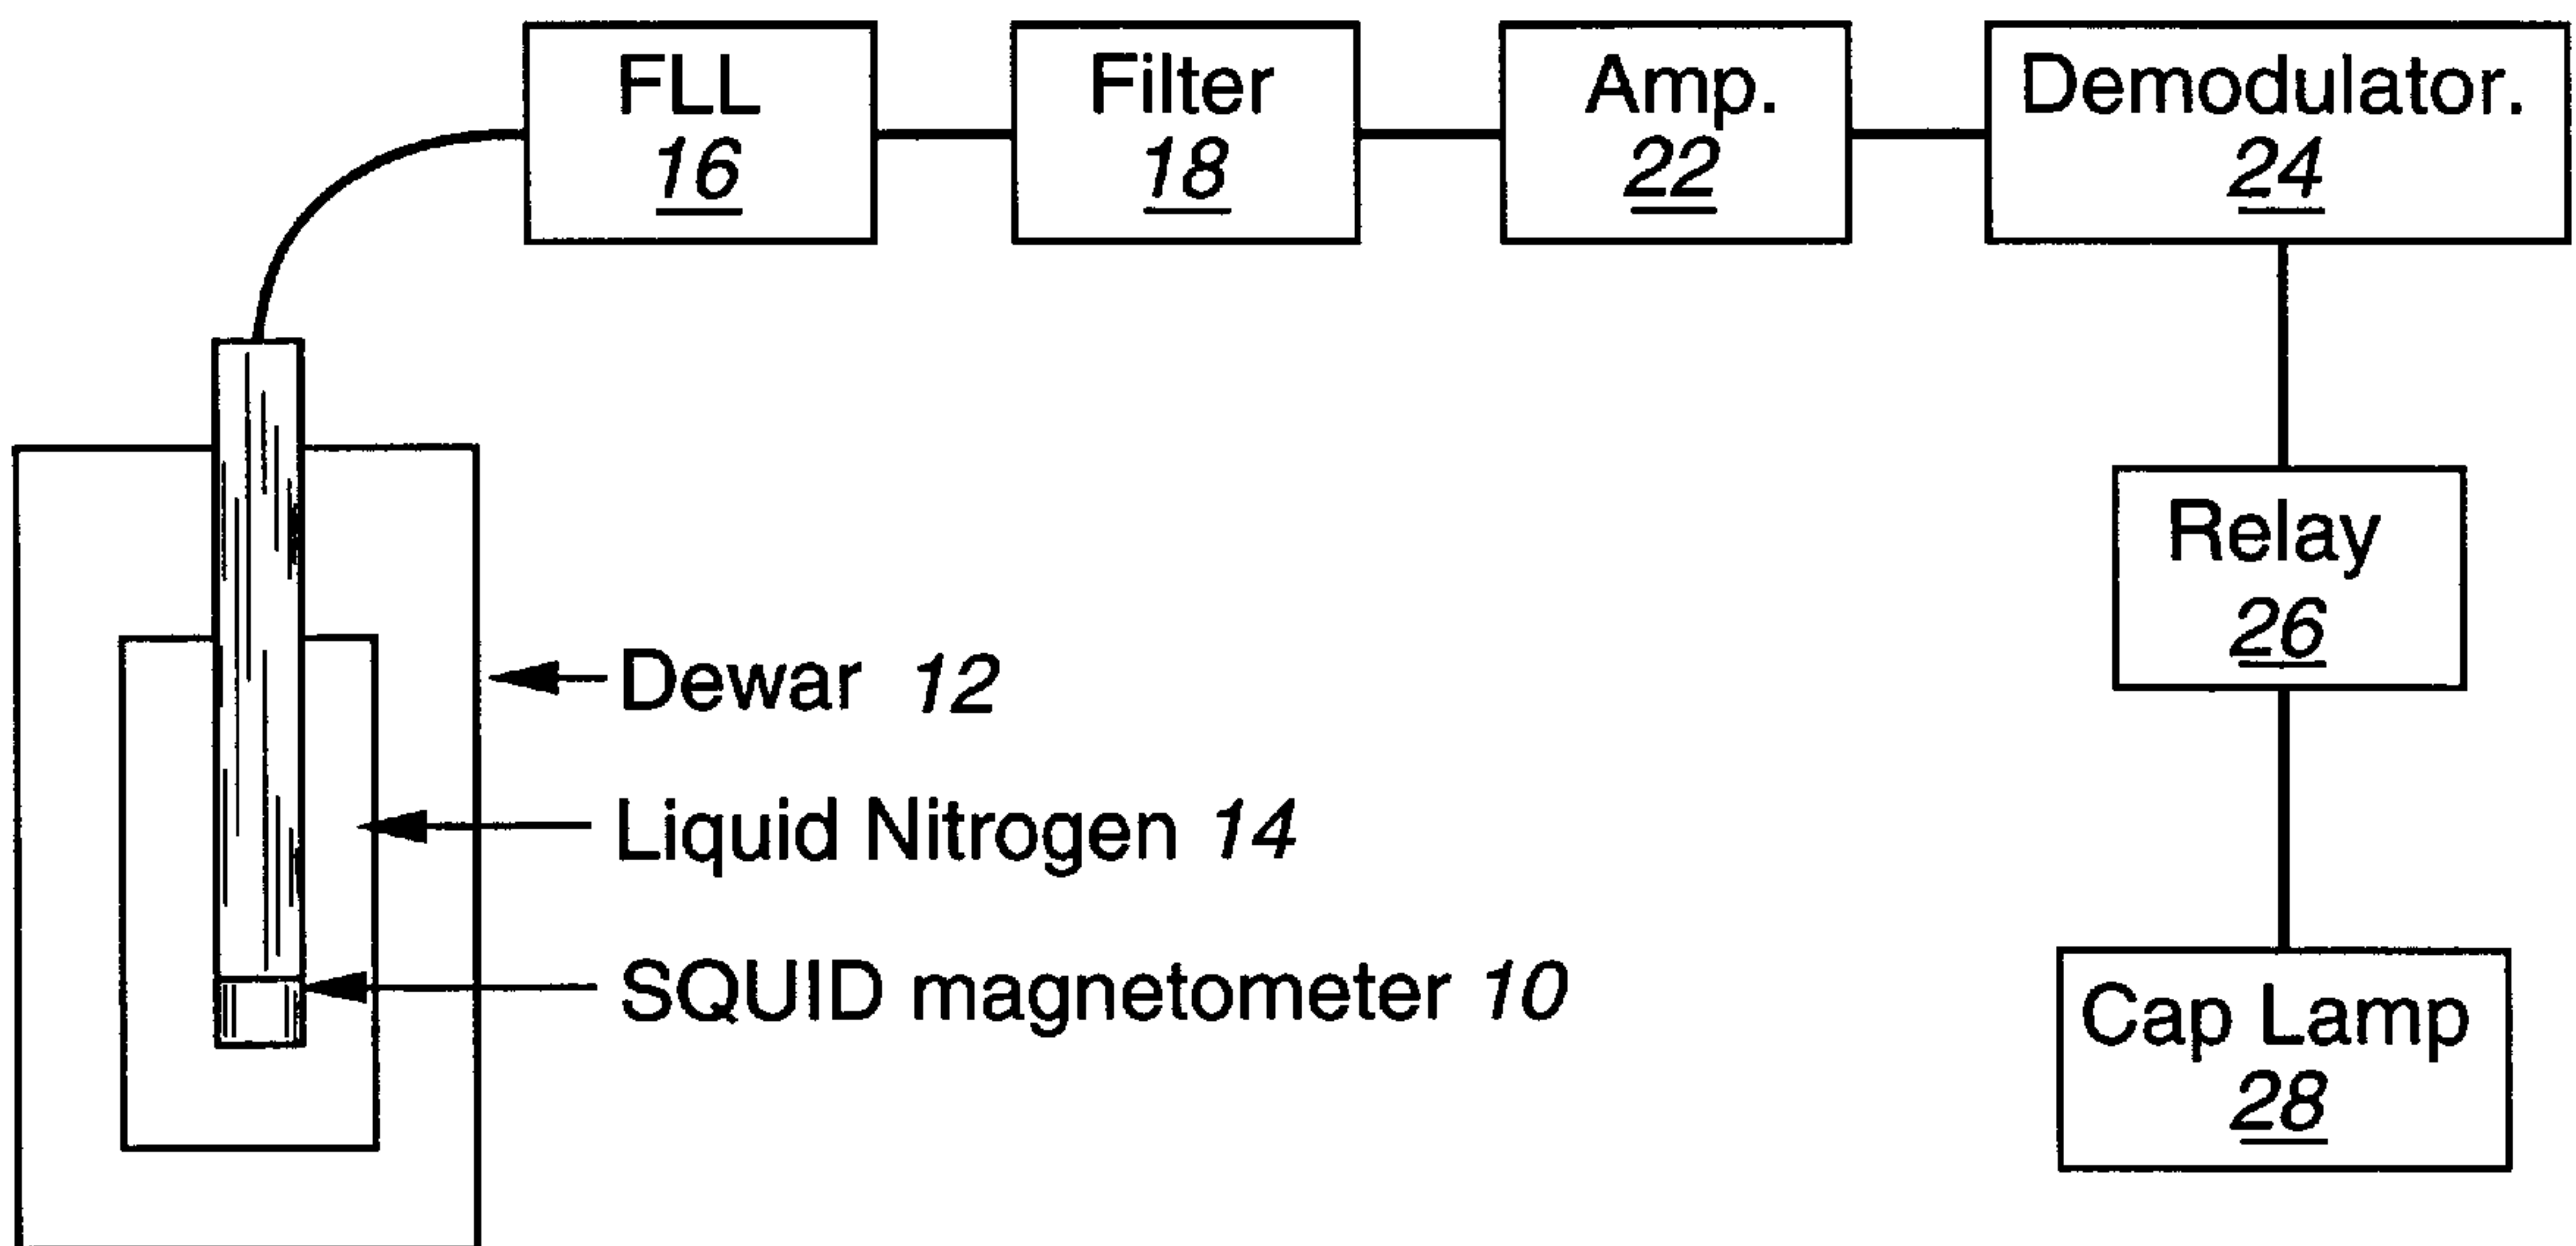 FLL
16
Filter
18
Amp.
22
Demodulator.
24
Relay
26
Dewar 12
Liquid Nitrogen 14
SQUID magnetometer 10
Cap Lamp
28